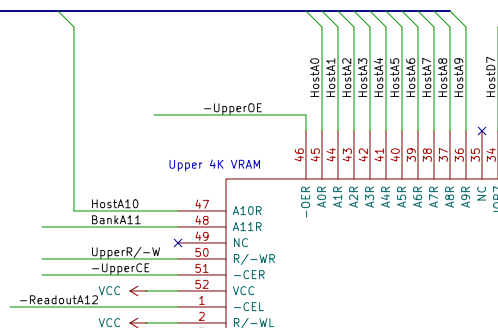 HostA0
HostA1
HostA2
HostA3
HostA4
HostA5
HostA6
HostA7
HostA8
HostA9
HostD7
-UpperOE
46
45
44
43
42
41
40
39
38
37
36
35
34
Upper 4K VRAM
-OER
A0R
A1R
A2R
A3R
A4R
A5R
A6R
A7R
A8R
A9R
NC
HostA10 47 A10R
BankA11 48 A11R
49 NC
UpperR/-W 50 R/-WR
-UpperCE 51 -CER
VCC 52 VCC
-ReadoutA12 1 -CEL
VCC 2 R/-WL